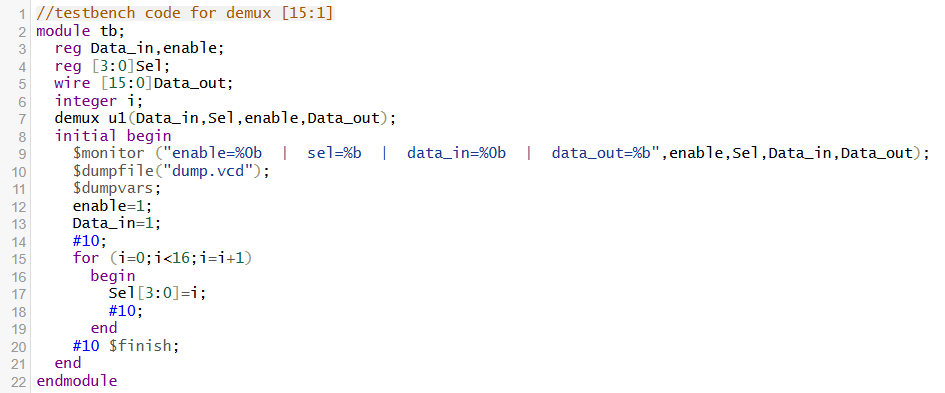 1 //testbench code for demux [15:1]
2 module tb;
3 reg Data_in,enable;
4 reg [3:0]Sel;
5 wire [15:0]Data_out;
6 integer i;
7 demux u1(Data_in,Sel,enable,Data_out);
8 initial begin
9 $monitor ("enable=%0b | sel=%b | data_in=%0b | data_out=%b",enable,Sel,Data_in,Data_out);
10 $dumpfile("dump.vcd");
11 $dumpvars;
12 enable=1;
13 Data_in=1;
14 #10;
15 for (i=0;i<16;i=i+1)
16 begin
17 Sel[3:0]=i;
18 #10;
19 end
20 #10 $finish;
21 end
22 endmodule